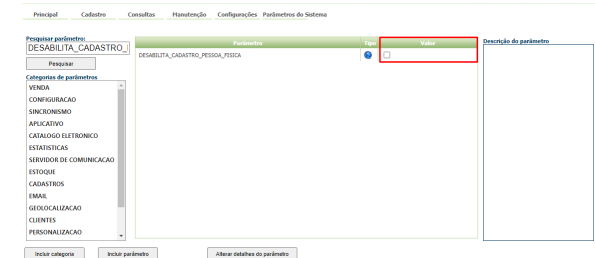 Principal Cadastro Consultas Manutenção Configurações Parâmetros do Sistema
Pesquisar parâmetro:
DESABILITA_CADASTRO_
Pesquisar
Categorias de parâmetros
VENDA
CONFIGURACAO
SINCRONISMO
APLICATIVO
CATALOGO ELETRONICO
ESTATISTICAS
SERVIDOR DE COMUNICACAO
ESTOQUE
CADASTROS
EMAIL
GEOLOCALIZACAO
CLIENTES
PERSONALIZACAO
Parâmetro Tipo Valor
DESABILITA_CADASTRO_PESSOA_FISICA
Descrição do parâmetro
Incluir categoria Incluir parâmetro Alterar detalhes do parâmetro